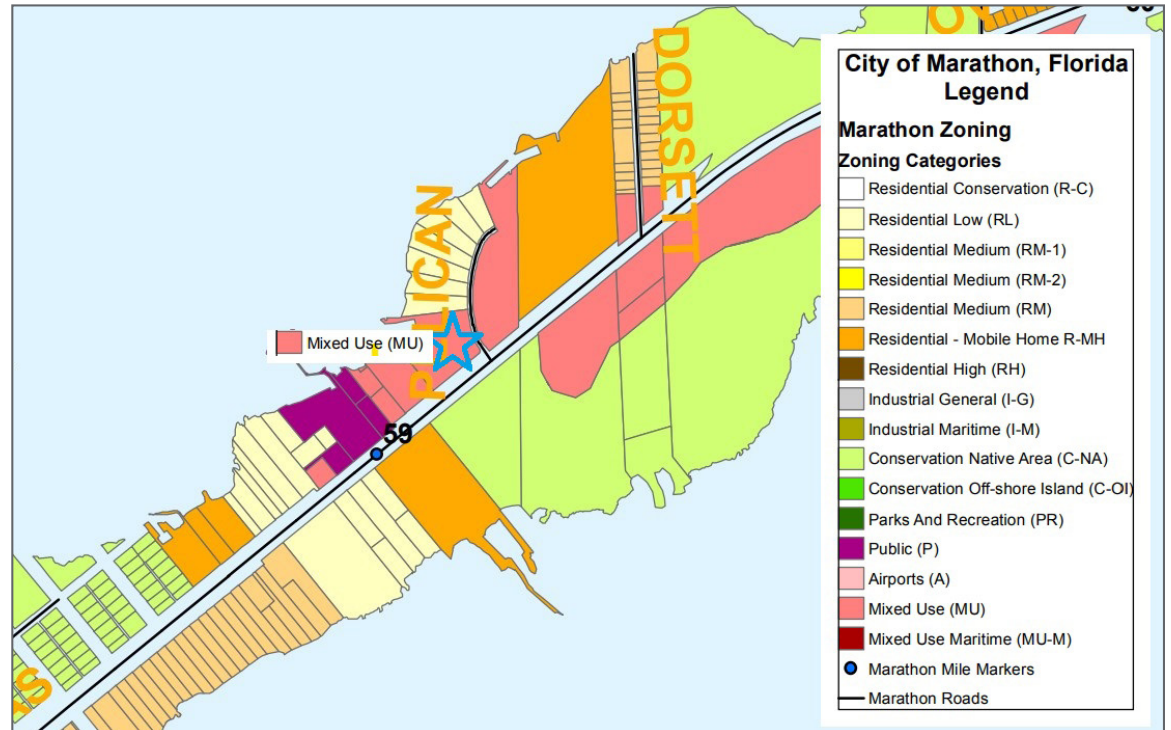 DORSETT
PELICAN
Mixed Use (MU)
59
City of Marathon, Florida
Legend
Marathon Zoning
Zoning Categories
Residential Conservation (R-C)
Residential Low (RL)
Residential Medium (RM-1)
Residential Medium (RM-2)
Residential Medium (RM)
Residential - Mobile Home R-MH
Residential High (RH)
Industrial General (I-G)
Industrial Maritime (I-M)
Conservation Native Area (C-NA)
Conservation Off-shore Island (C-OI)
Parks And Recreation (PR)
Public (P)
Airports (A)
Mixed Use (MU)
Mixed Use Maritime (MU-M)
Marathon Mile Markers
Marathon Roads